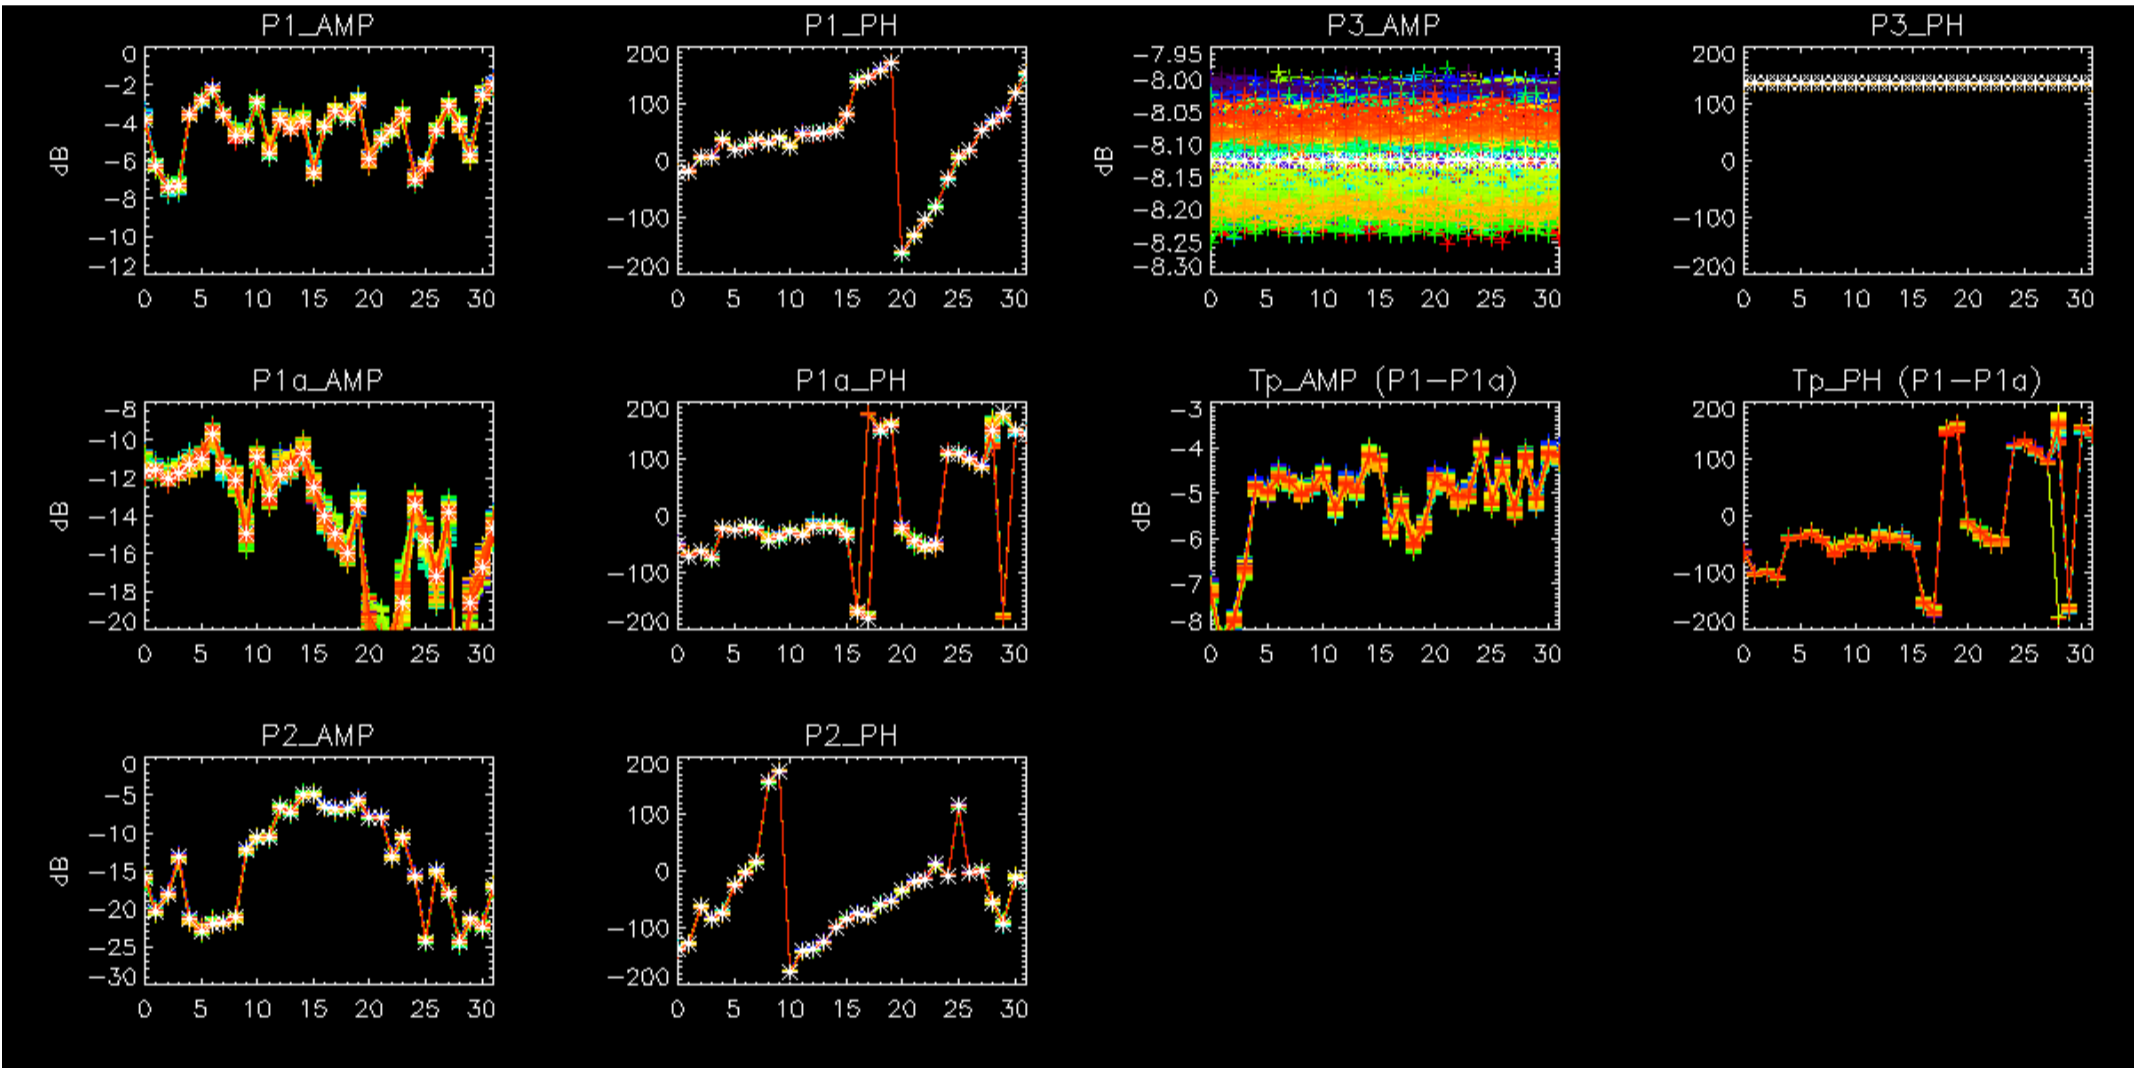 P1_AMP
dB
0
−2
−4
−6
−8
−10
−12
0 5 10 15 20 25 30
P1_PH
200
100
0
−100
−200
0 5 10 15 20 25 30
P3_AMP
dB
−7.95
−8.00
−8.05
−8.10
−8.15
−8.20
−8.25
−8.30
0 5 10 15 20 25 30
P3_PH
200
100
0
−100
−200
0 5 10 15 20 25 30
P1a_AMP
dB
−8
−10
−12
−14
−16
−18
−20
0 5 10 15 20 25 30
P1a_PH
200
100
0
−100
−200
0 5 10 15 20 25 30
Tp_AMP (P1−P1a)
dB
−3
−4
−5
−6
−7
−8
0 5 10 15 20 25 30
Tp_PH (P1−P1a)
200
100
0
−100
−200
0 5 10 15 20 25 30
P2_AMP
dB
0
−5
−10
−15
−20
−25
−30
0 5 10 15 20 25 30
P2_PH
200
100
0
−100
−200
0 5 10 15 20 25 30